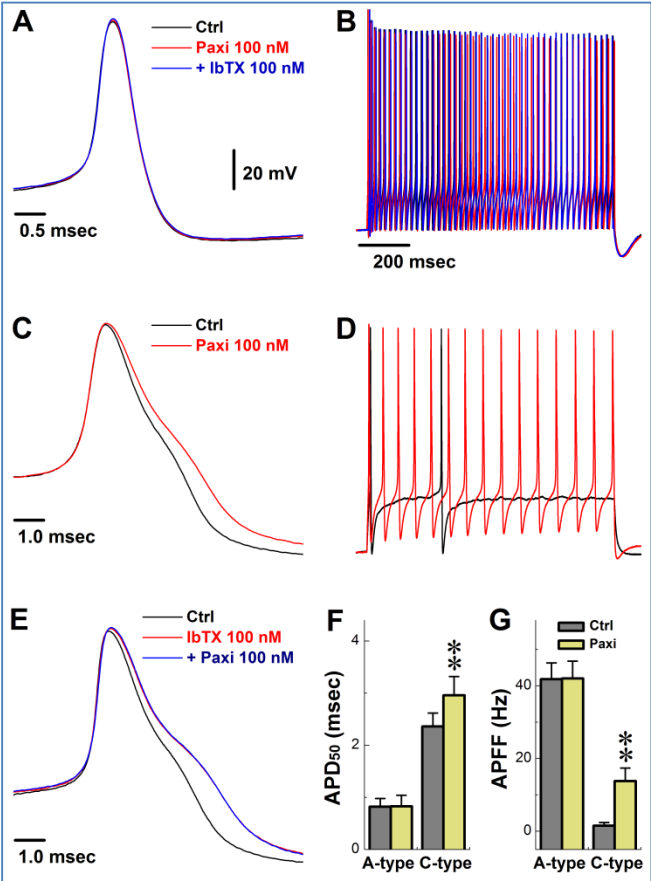 A
Ctrl
Paxi 100 nM
+ IbTX 100 nM
20 mV
0.5 msec
B
200 msec
C
Ctrl
Paxi 100 nM
1.0 msec
D
E
Ctrl
IbTX 100 nM
+ Paxi 100 nM
1.0 msec
F
APD50 (msec)
4
2
0
**
A-type C-type
G
Ctrl
Paxi
APFF (Hz)
40
20
0
**
A-type C-type